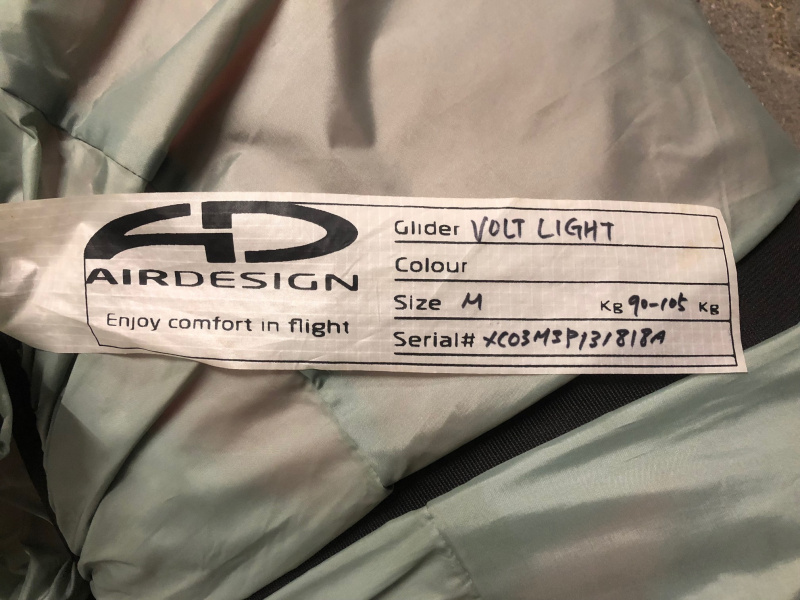 AD
AIRDESIGN
Enjoy comfort in flight
Glider VOLT LIGHT
Colour
Size M KG 90-105 KG
Serial# XC03M3P131818A